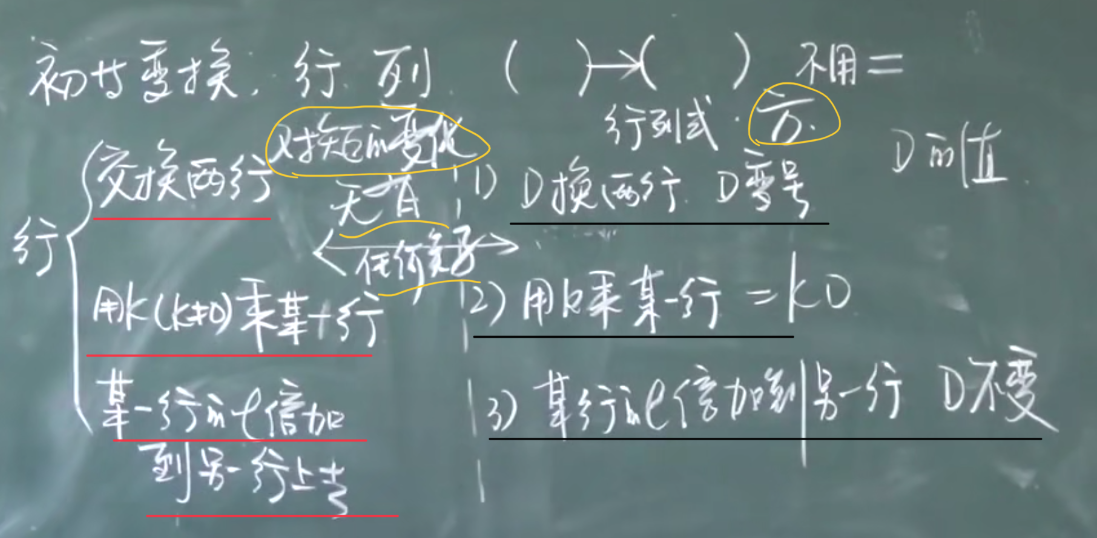 初等变换: 行. 列. ( )→( ) 不用=
行列式. 方.
D的值
对矩的变化
无有
任何关系
行
交换两行
用k(k≠0)乘某一行
某一行的l倍加
到另一行上去
1) D换两行. D变号
2) 用k乘某一行 = kD
3) 某行的l倍加到另一行 D不变